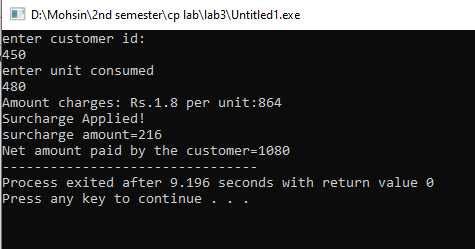 D:\Mohsin\2nd semester\cp lab\lab3\Untitled1.exe
enter customer id:
450
enter unit consumed
480
Amount charges: Rs.1.8 per unit:864
Surcharge Applied!
surcharge amount=216
Net amount paid by the customer=1080
--------------------------------
Process exited after 9.196 seconds with return value 0
Press any key to continue . . .